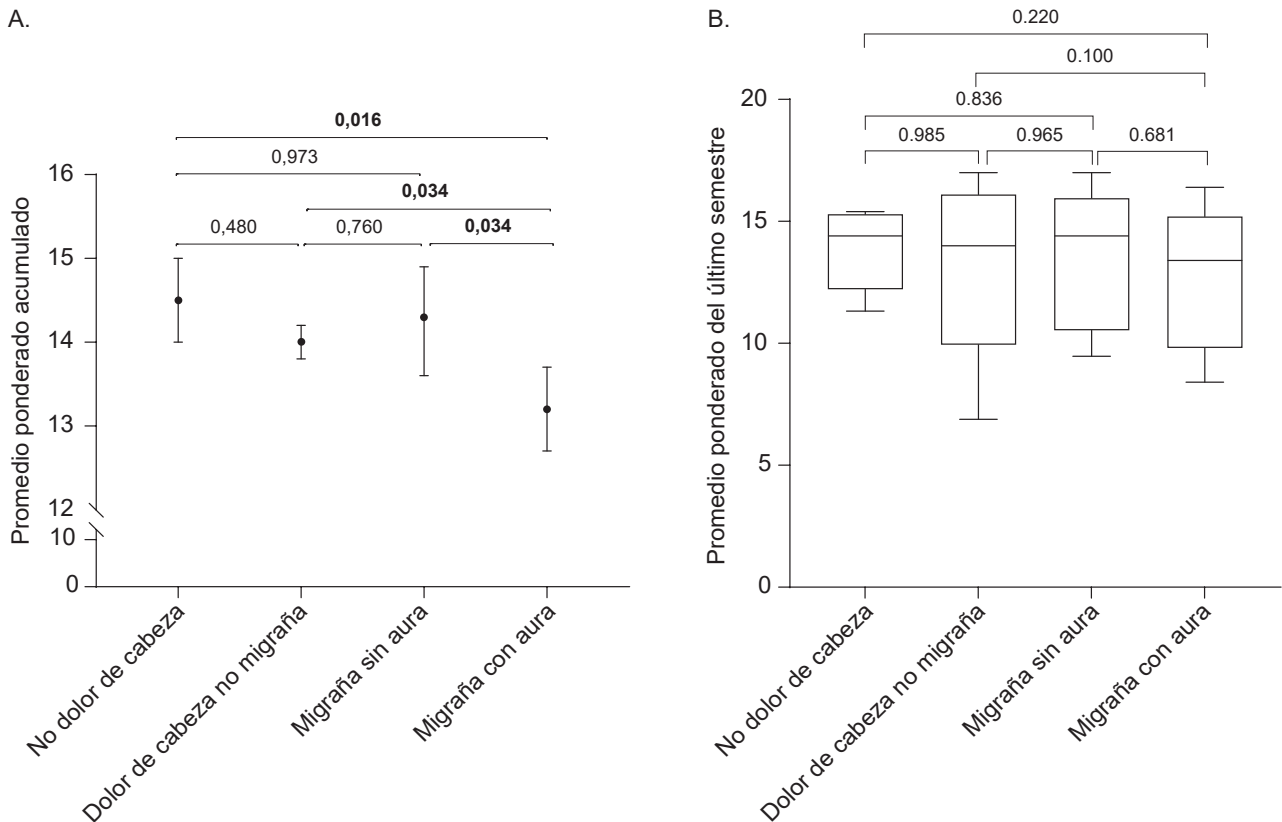 A.
0,016
0,973
0,034
0,480
0,760
0,034
Promedio ponderado acumulado
16
15
14
13
12
10
0
No dolor de cabeza
Dolor de cabeza no migraña
Migraña sin aura
Migraña con aura
B.
0.220
0.100
0.836
0.985
0.965
0.681
Promedio ponderado del último semestre
20
15
10
5
0
No dolor de cabeza
Dolor de cabeza no migraña
Migraña sin aura
Migraña con aura